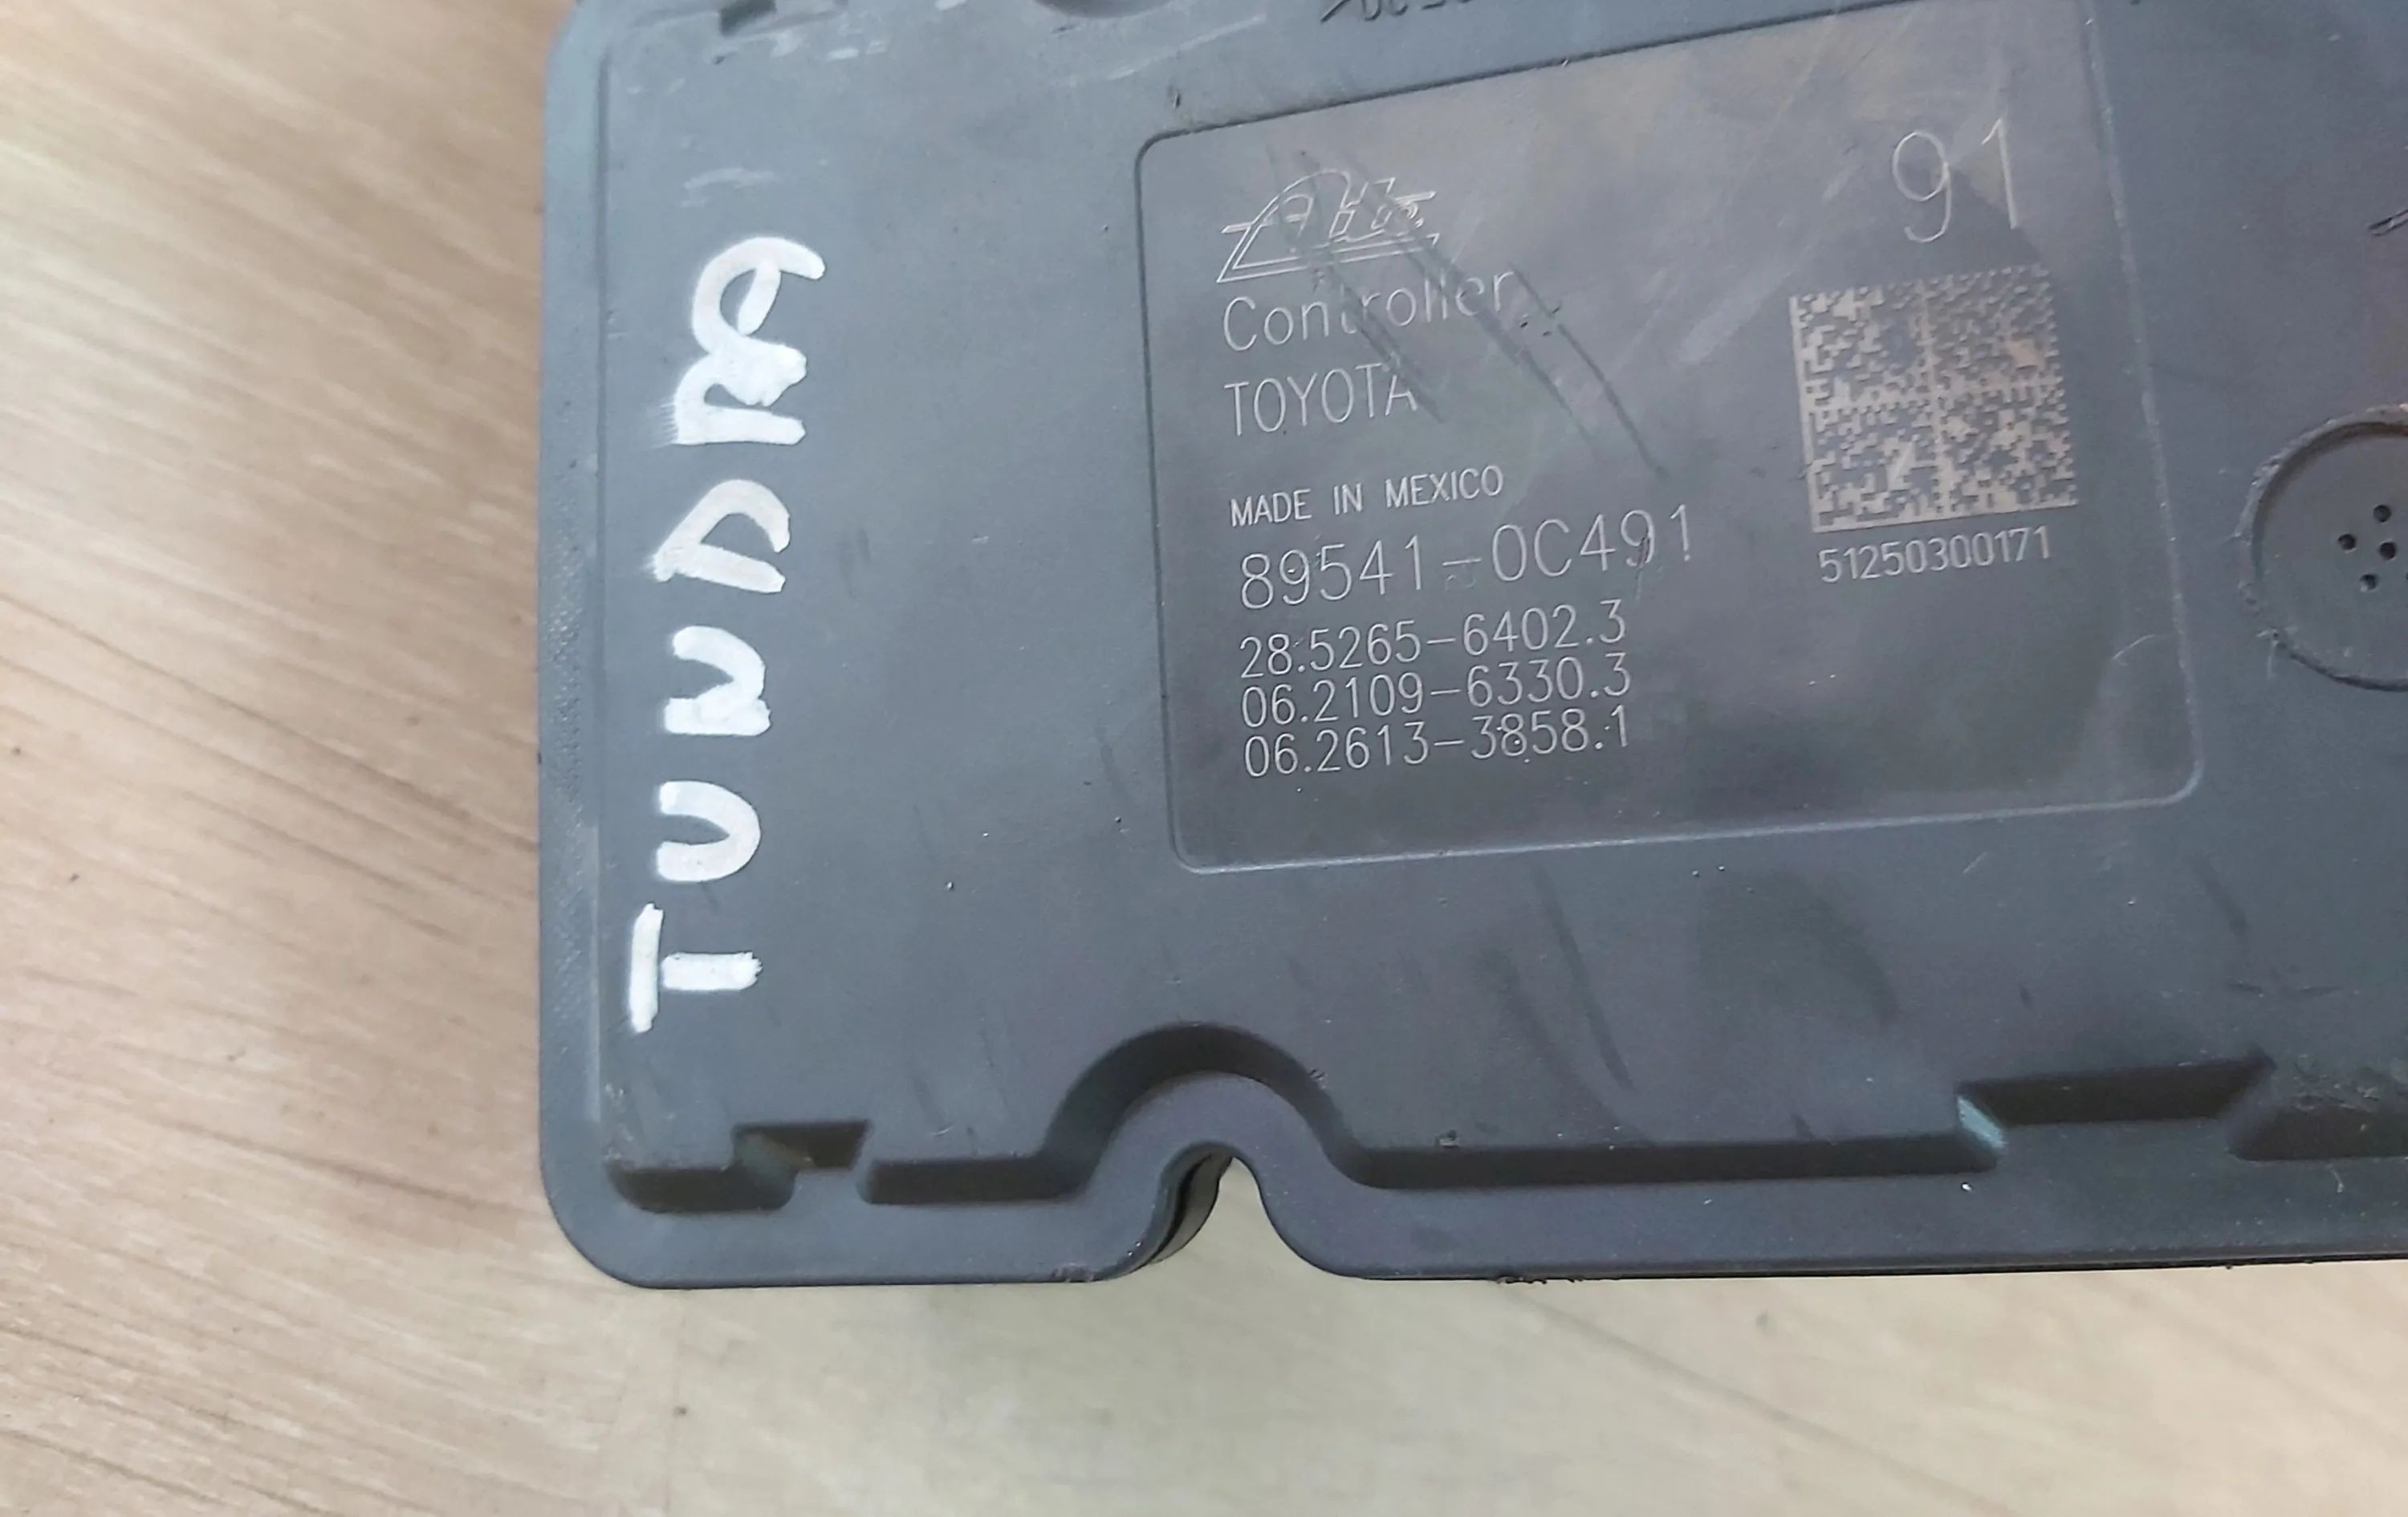 TUNDRA
Ate
91
Controller
TOYOTA
MADE IN MEXICO
89541-0C491
51250300171
28.5265-6402.3
06.2109-6330.3
06.2613-3858.1